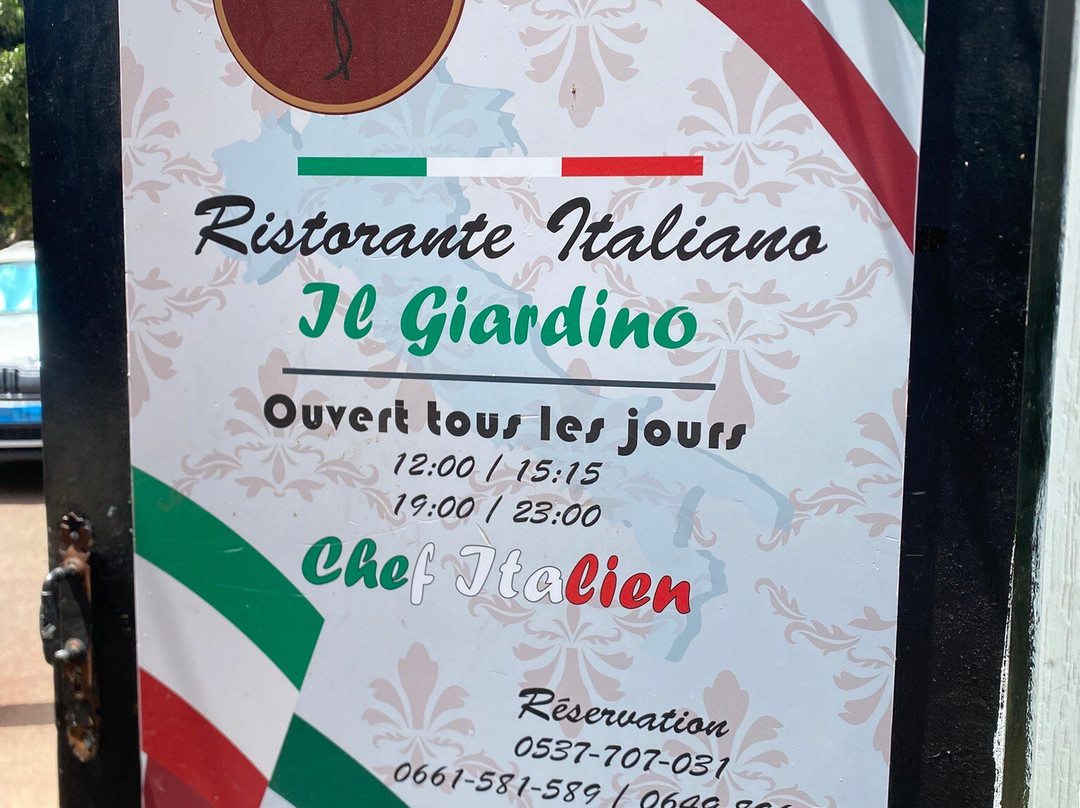 Ristorante Italiano
Il Giardino
Ouvert tous les jours
12:00 / 15:15
19:00 / 23:00
Chef Italien
Réservation
0537-707-031
0661-581-589 /